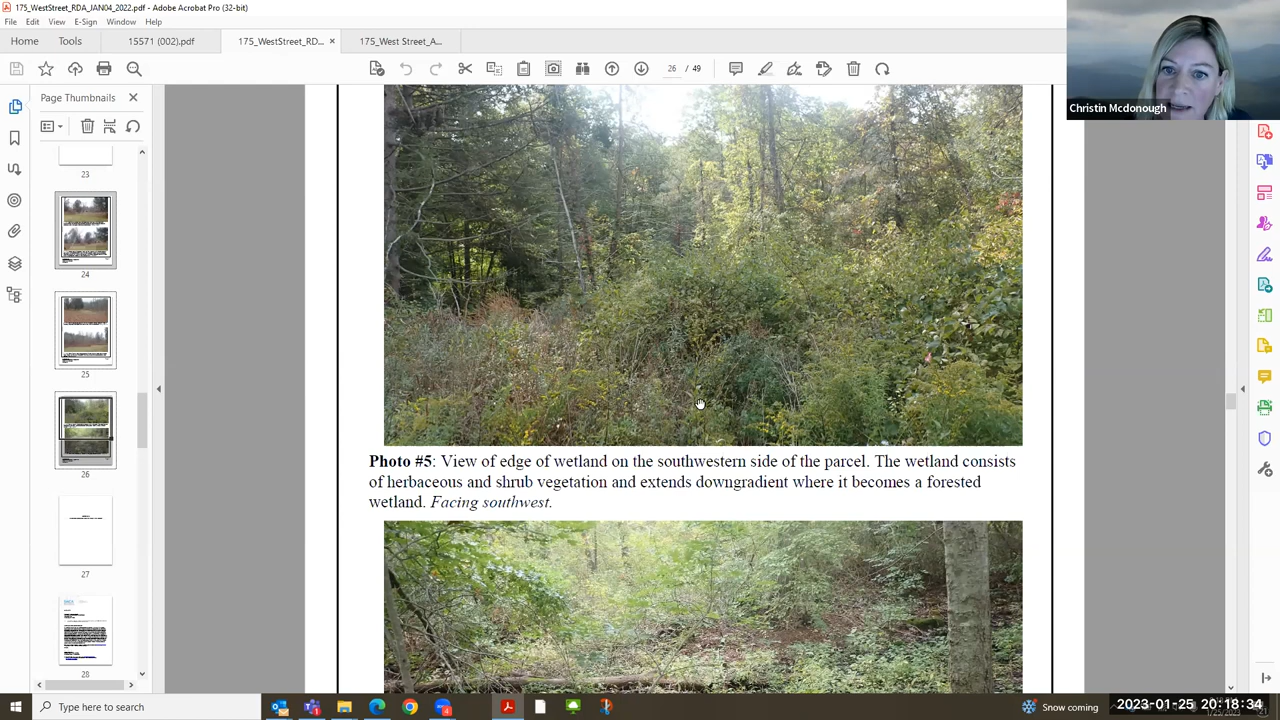 175_WestStreet_RDA_JAN04_2022.pdf - Adobe Acrobat Pro (32-bit)
File Edit View E-Sign Window Help
Home Tools 15571 (002).pdf 175_WestStreet_RD... × 175_West Street_A...
26 / 49
Page Thumbnails
23
24
25
26
27
28
Christin Mcdonough
Photo #5: View of edge of wetland on the southwestern side of the parcel. The wetland consists
of herbaceous and shrub vegetation and extends downgradient where it becomes a forested
wetland. Facing southwest.
Type here to search
Snow coming
2023-01-25 20:18:34